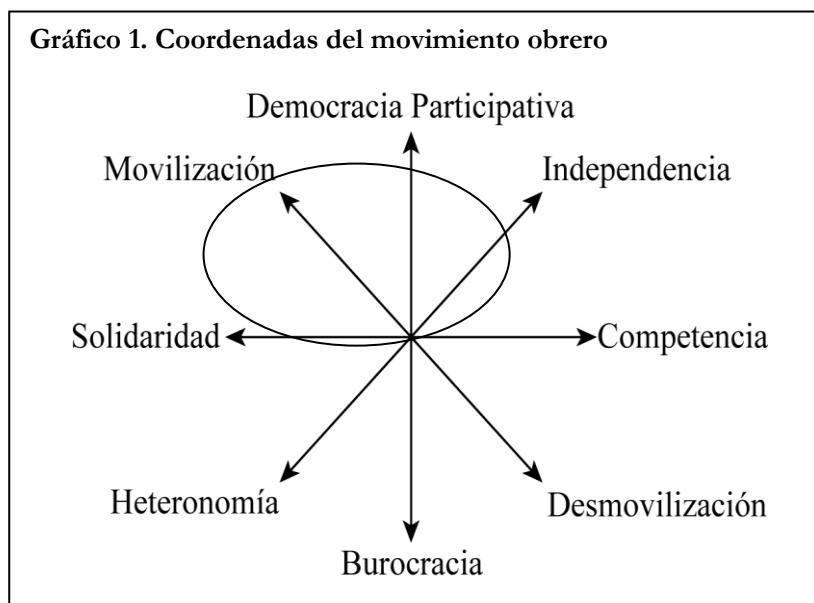 Gráfico 1. Coordenadas del movimiento obrero
Democracia Participativa
Movilización
Independencia
Solidaridad
Competencia
Heteronomía
Desmovilización
Burocracia